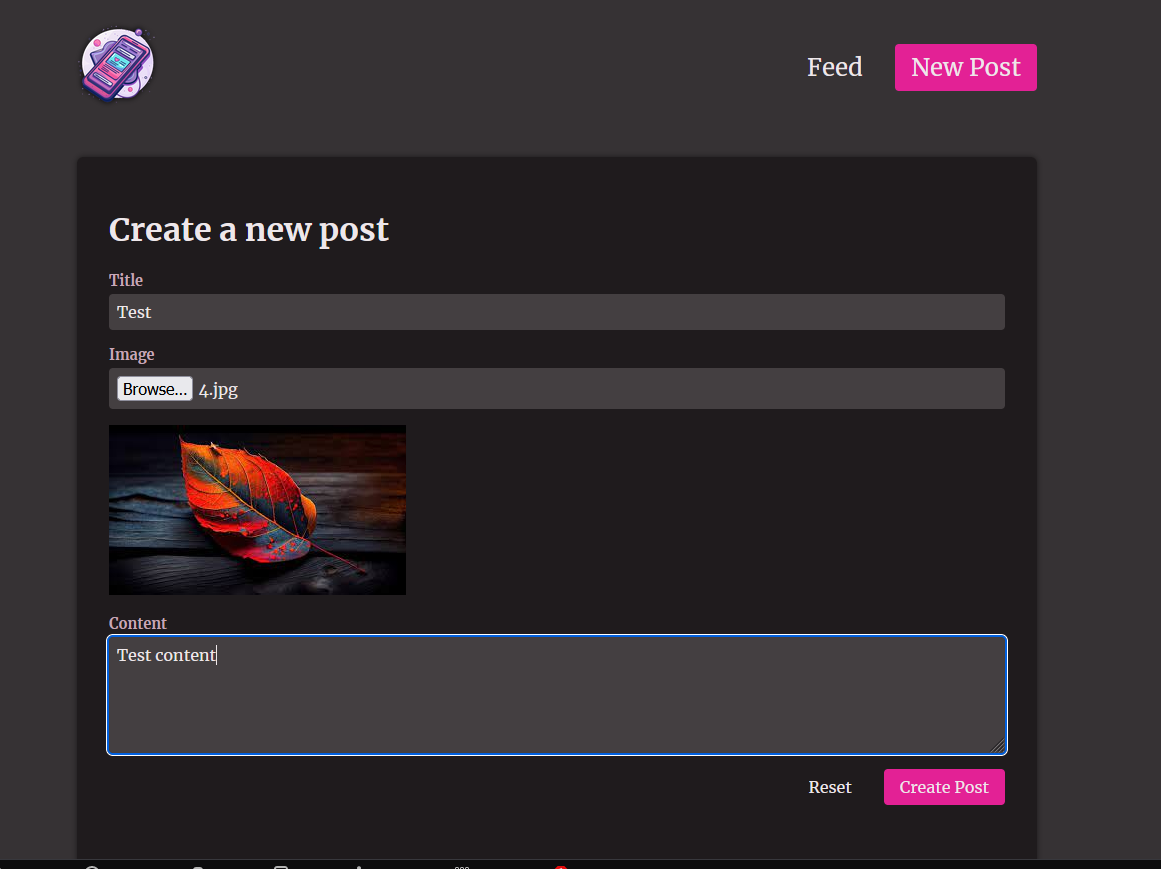 Feed
New Post
Create a new post
Title
Test
Image
Browse... 4.jpg
Content
Test content
Reset
Create Post